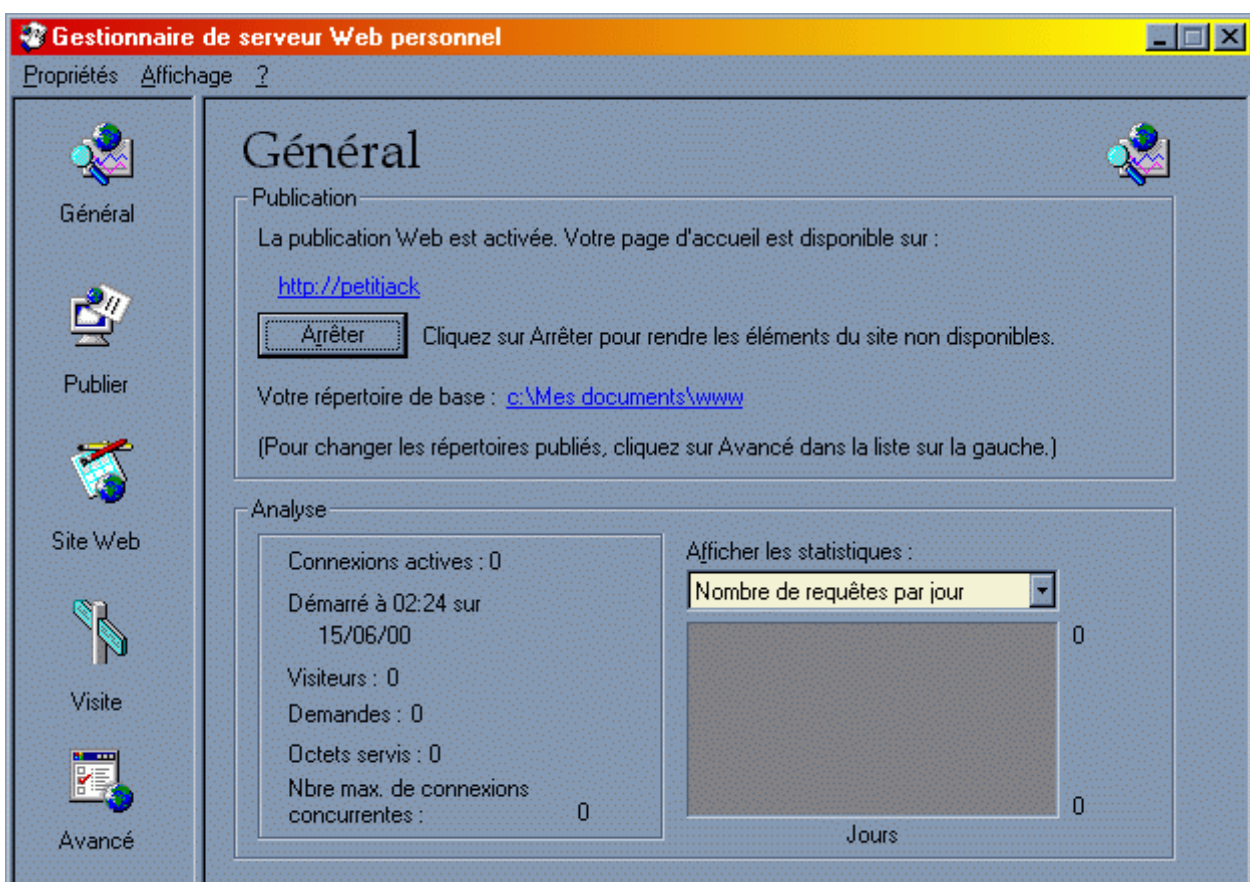 Gestionnaire de serveur Web personnel
Propriétés Affichage ?
Général
Publier
Site Web
Visite
Avancé
Général
Publication
La publication Web est activée. Votre page d'accueil est disponible sur :
http://petitjack
Arrêter Cliquez sur Arrêter pour rendre les éléments du site non disponibles.
Votre répertoire de base : c:\Mes documents\www
(Pour changer les répertoires publiés, cliquez sur Avancé dans la liste sur la gauche.)
Analyse
Connexions actives : 0
Démarré à 02:24 sur
15/06/00
Visiteurs : 0
Demandes : 0
Octets servis : 0
Nbre max. de connexions
concurrentes : 0
Afficher les statistiques :
Nombre de requêtes par jour
0
0
Jours